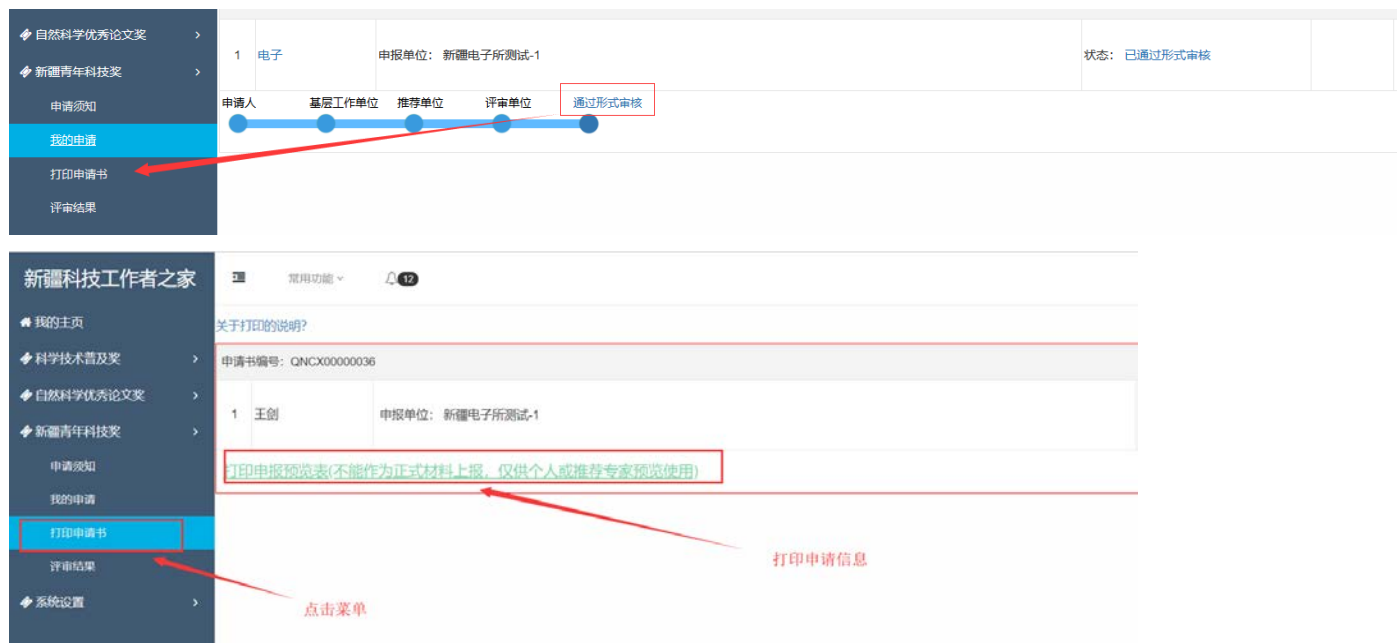 自然科学优秀论文奖
新疆青年科技奖
申请须知
我的申请
打印申请书
评审结果
1 电子 申报单位： 新疆电子所测试-1 状态： 已通过形式审核
申请人 基层工作单位 推荐单位 评审单位 通过形式审核
新疆科技工作者之家
常用功能 12
我的主页
科学技术普及奖
自然科学优秀论文奖
新疆青年科技奖
申请须知
我的申请
打印申请书
评审结果
系统设置
关于打印的说明?
申请书编号：QNCX00000036
1 王剑 申报单位： 新疆电子所测试-1
打印申报预览表(不能作为正式材料上报，仅供个人或推荐专家预览使用)
打印申请信息
点击菜单